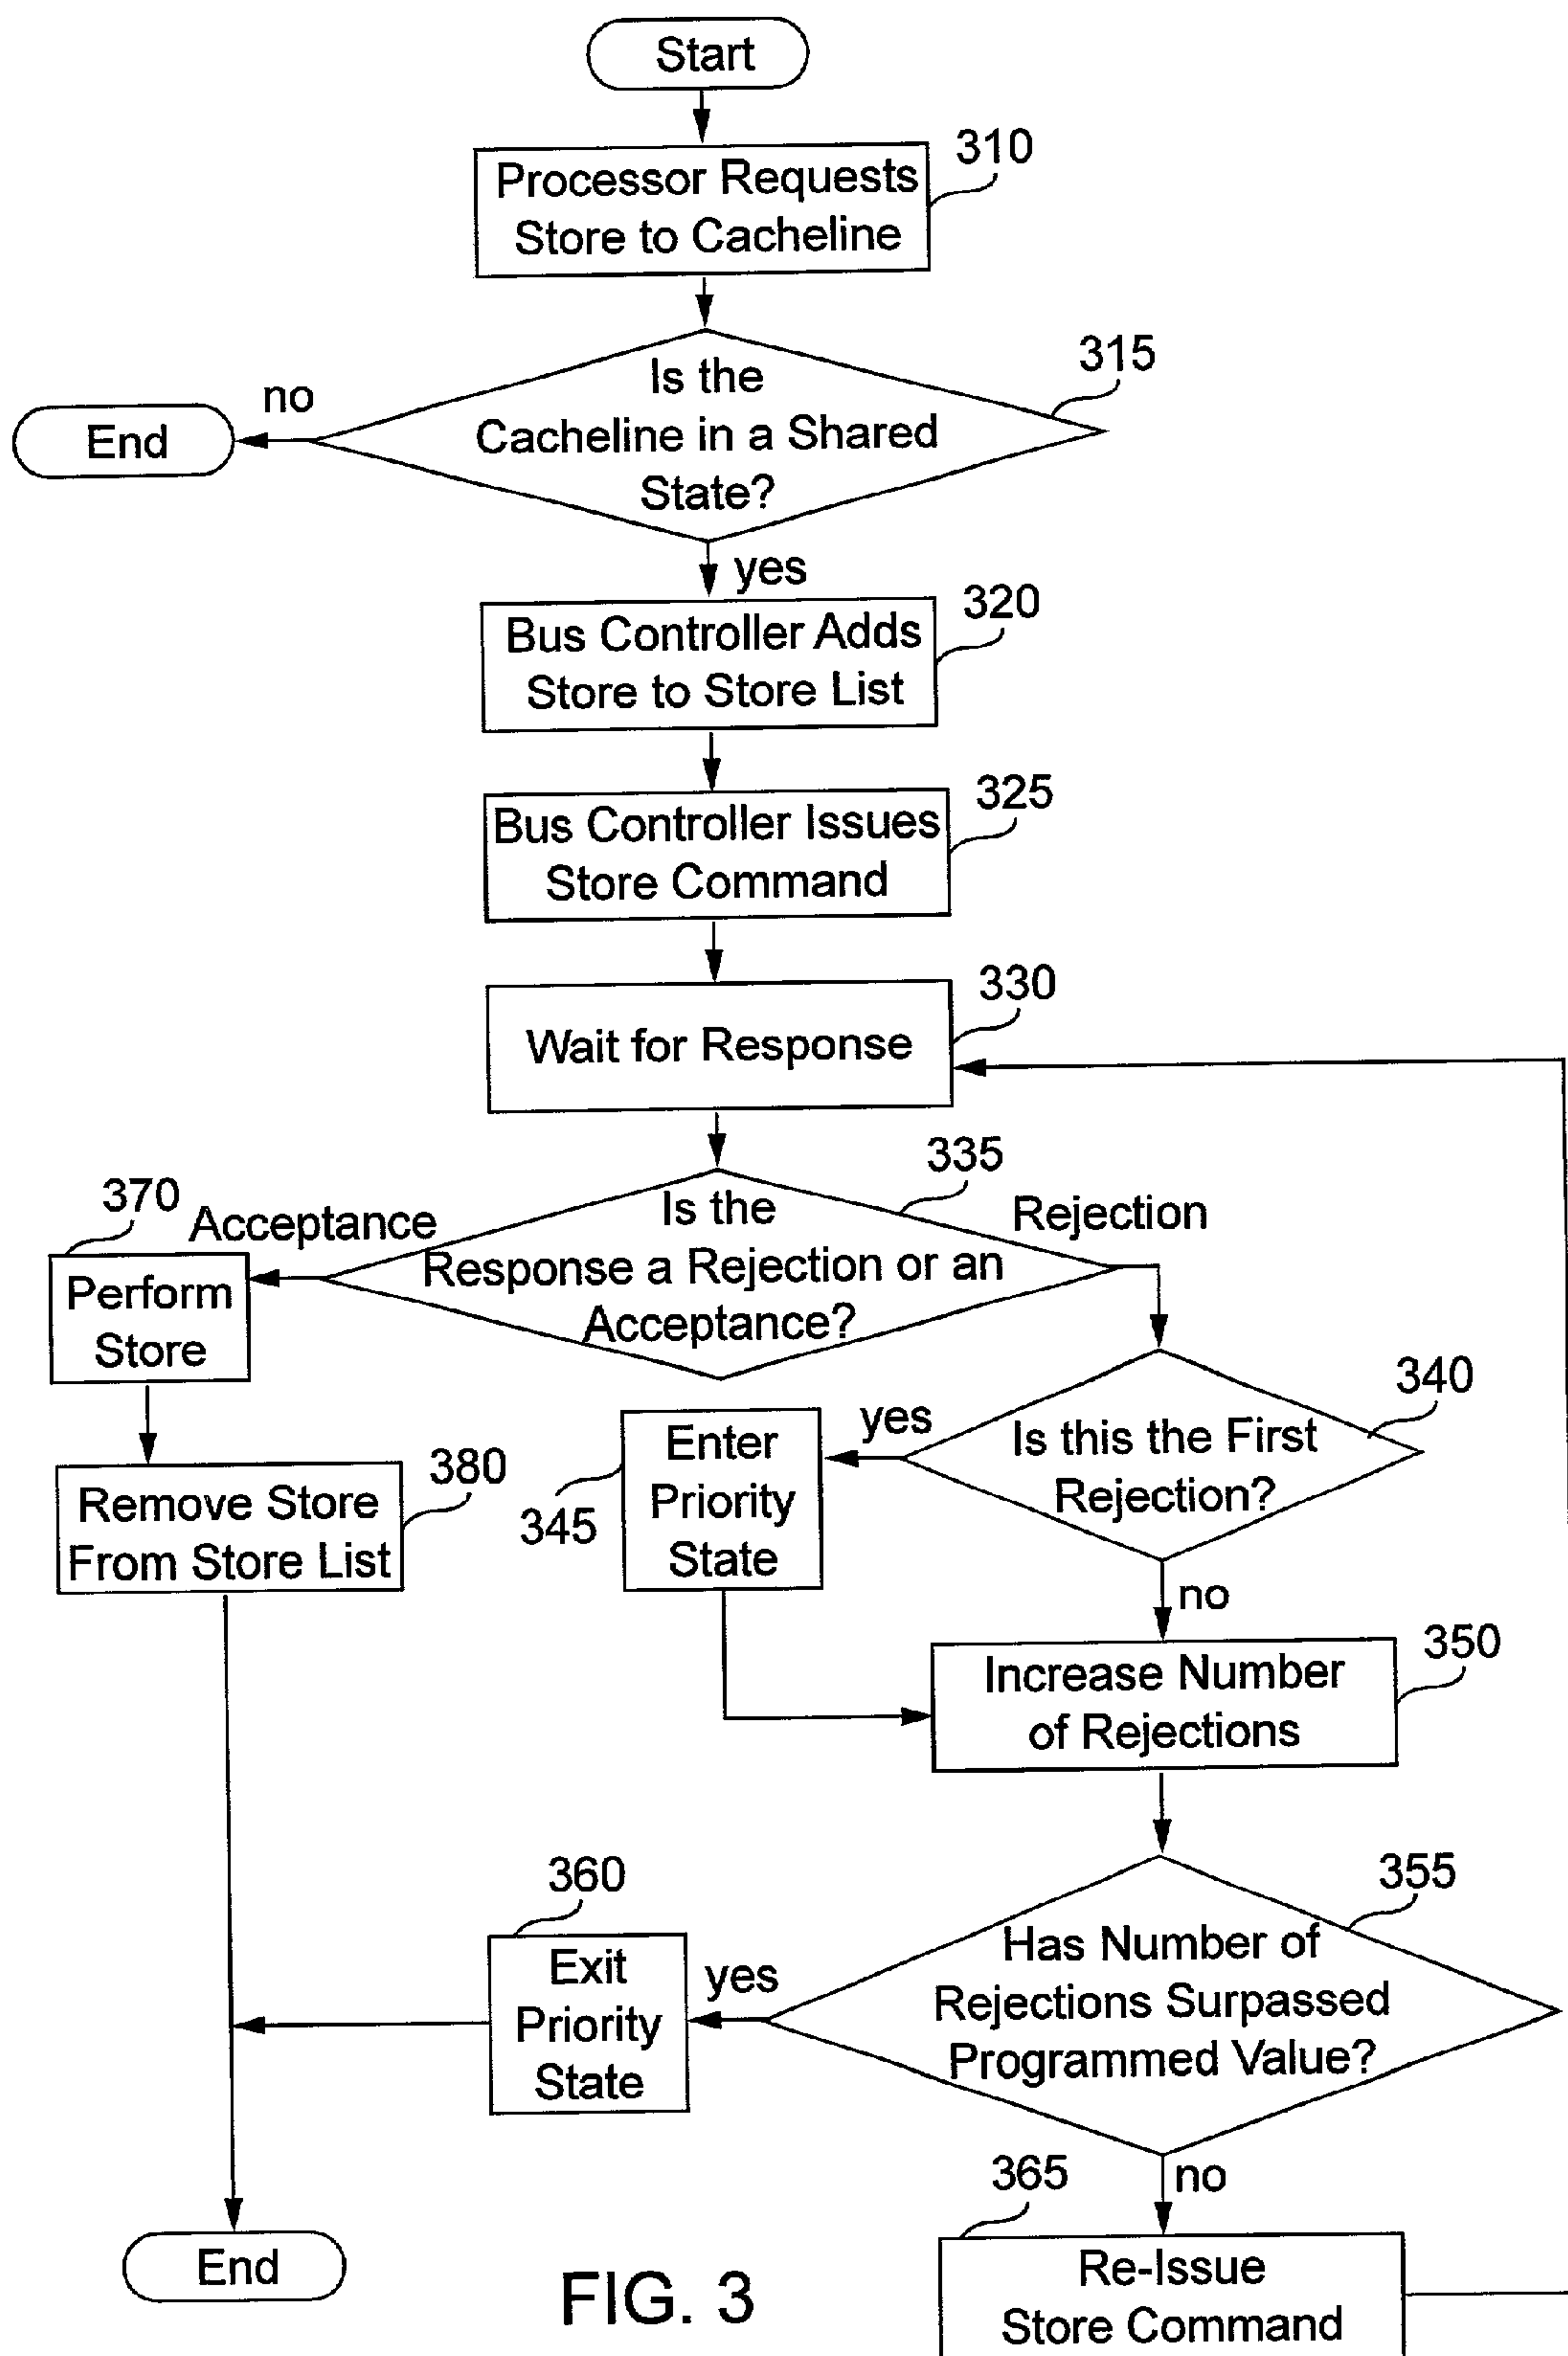 Start
310
Processor Requests
Store to Cacheline
315
Is the
Cacheline in a Shared
State?
no
End
yes
320
Bus Controller Adds
Store to Store List
325
Bus Controller Issues
Store Command
330
Wait for Response
335
Is the
Response a Rejection or an
Acceptance?
Acceptance
Rejection
370
Perform
Store
380
Remove Store
From Store List
340
Is this the First
Rejection?
yes
345
Enter
Priority
State
no
350
Increase Number
of Rejections
355
Has Number of
Rejections Surpassed
Programmed Value?
yes
360
Exit
Priority
State
no
365
Re-Issue
Store Command
End
FIG. 3